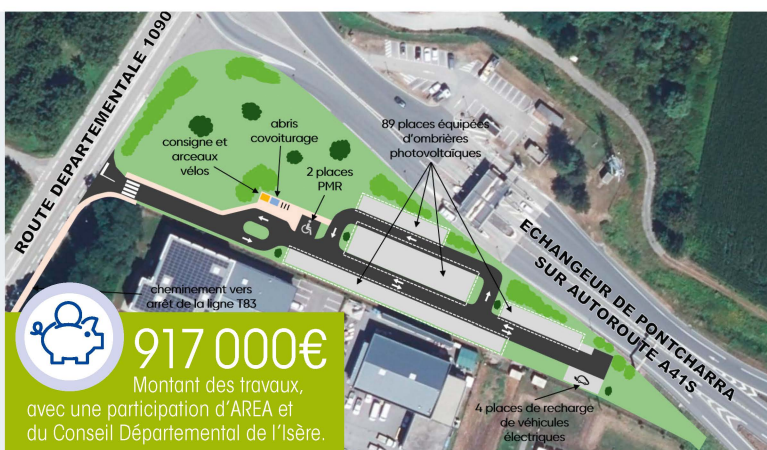 ROUTE DEPARTEMENTALE 1090
consigne et
arceaux
vélos
abris
covoiturage
2 places
PMR
89 places équipées
d'ombrières
photovoltaïques
ECHANGEUR DE PONTCHARRA
SUR AUTOROUTE A41S
cheminement vers
arrêt de la ligne T83
4 places de recharge
de véhicules
électriques
917 000€
Montant des travaux,
avec une participation d'AREA et
du Conseil Départemental de l'Isère.